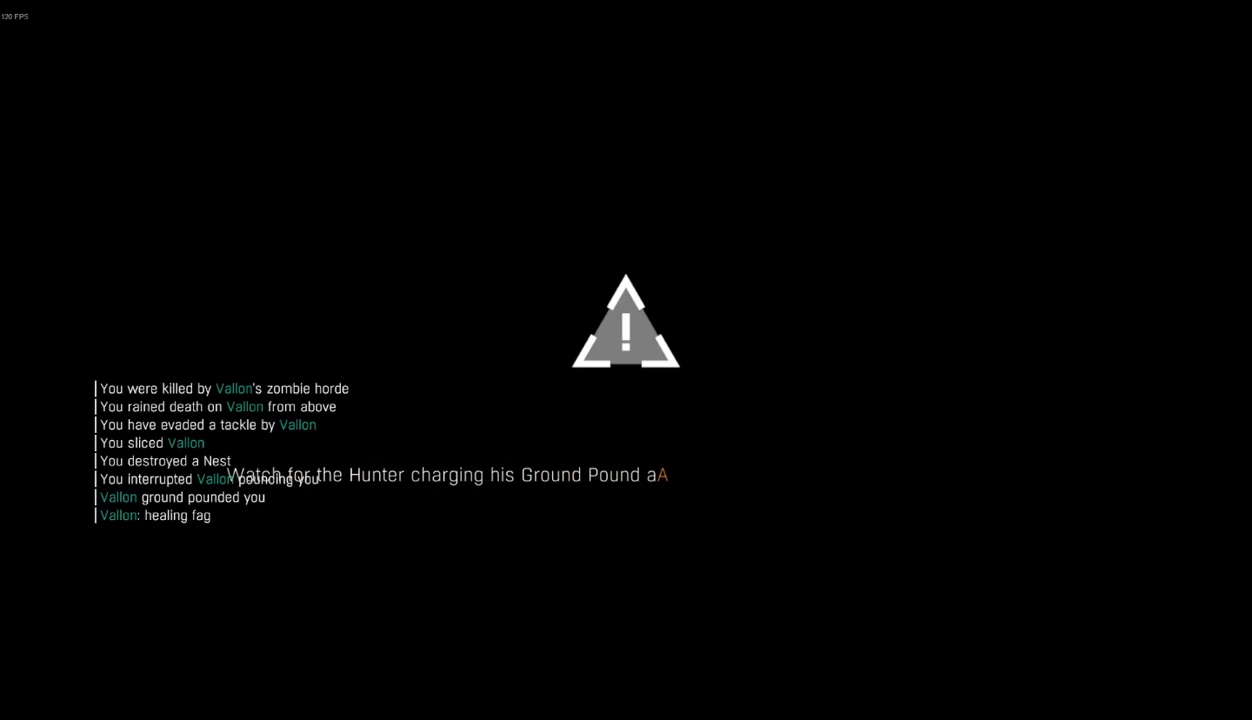 120 FPS
!
You were killed by Vallon's zombie horde
You rained death on Vallon from above
You have evaded a tackle by Vallon
You sliced Vallon
You destroyed a Nest
Watch for the Hunter charging his Ground Pound aA
You interrupted Vallon pouncing you
Vallon ground pounded you
Vallon: healing fag